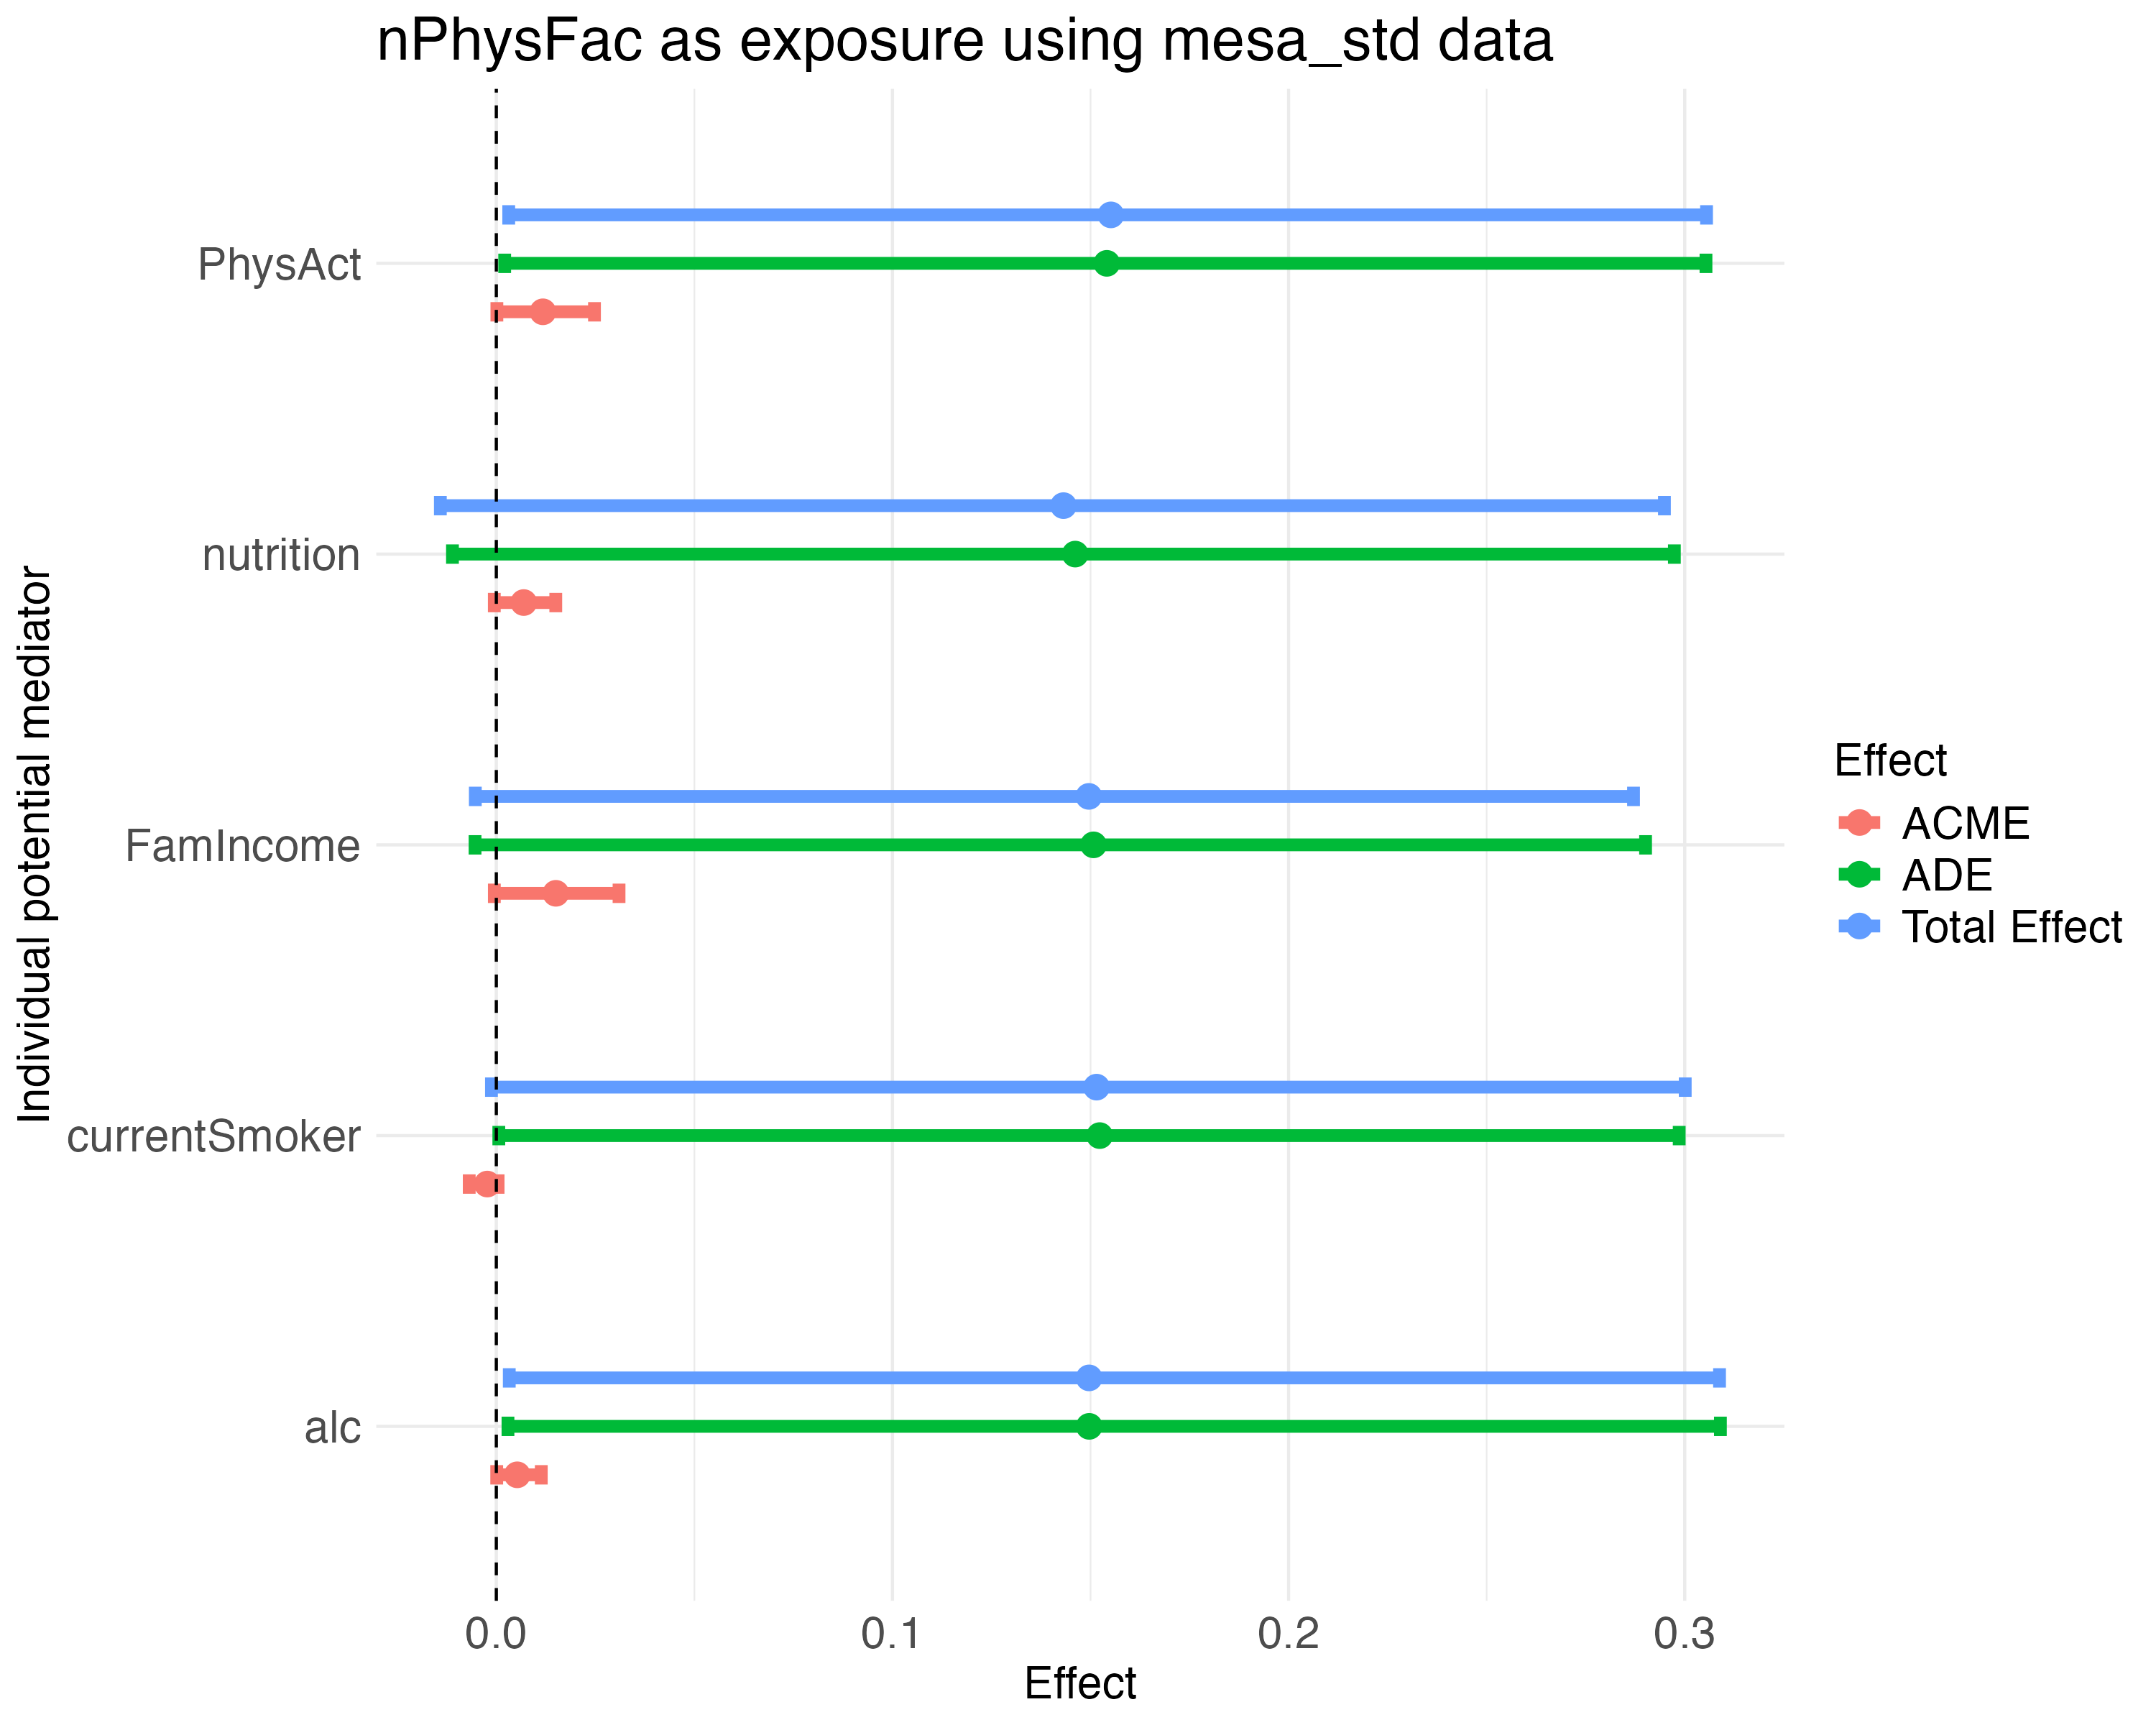 nPhysFac as exposure using mesa_std data
Individual potential mediator
PhysAct
nutrition
FamIncome
currentSmoker
alc
0.0
0.1
0.2
0.3
Effect
Effect
ACME
ADE
Total Effect